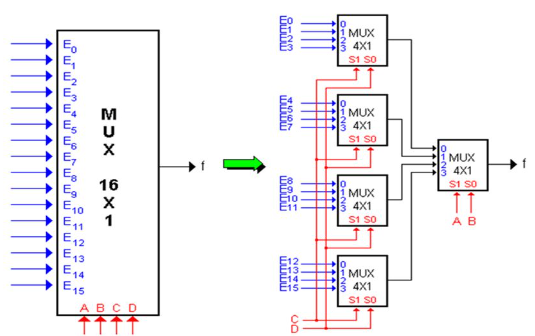 E0
E1
E2
E3
E4
E5
E6
E7
E8
E9
E10
E11
E12
E13
E14
E15
MUX
16
X
1
A B C D
f
E0
E1
E2
E3
0
1
2
3
MUX
4X1
S1 S0
E4
E5
E6
E7
0
1
2
3
MUX
4X1
S1 S0
E8
E9
E10
E11
0
1
2
3
MUX
4X1
S1 S0
E12
E13
E14
E15
0
1
2
3
MUX
4X1
S1 S0
C
D
0
1
2
3
MUX
4X1
S1 S0
A B
f